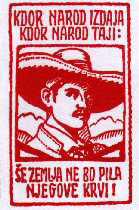 KDOR NAROD IZDAJA
KDOR NAROD TAJI:
ŠE ZEMLJA NE BO PILA
NJEGOVE KRVI!